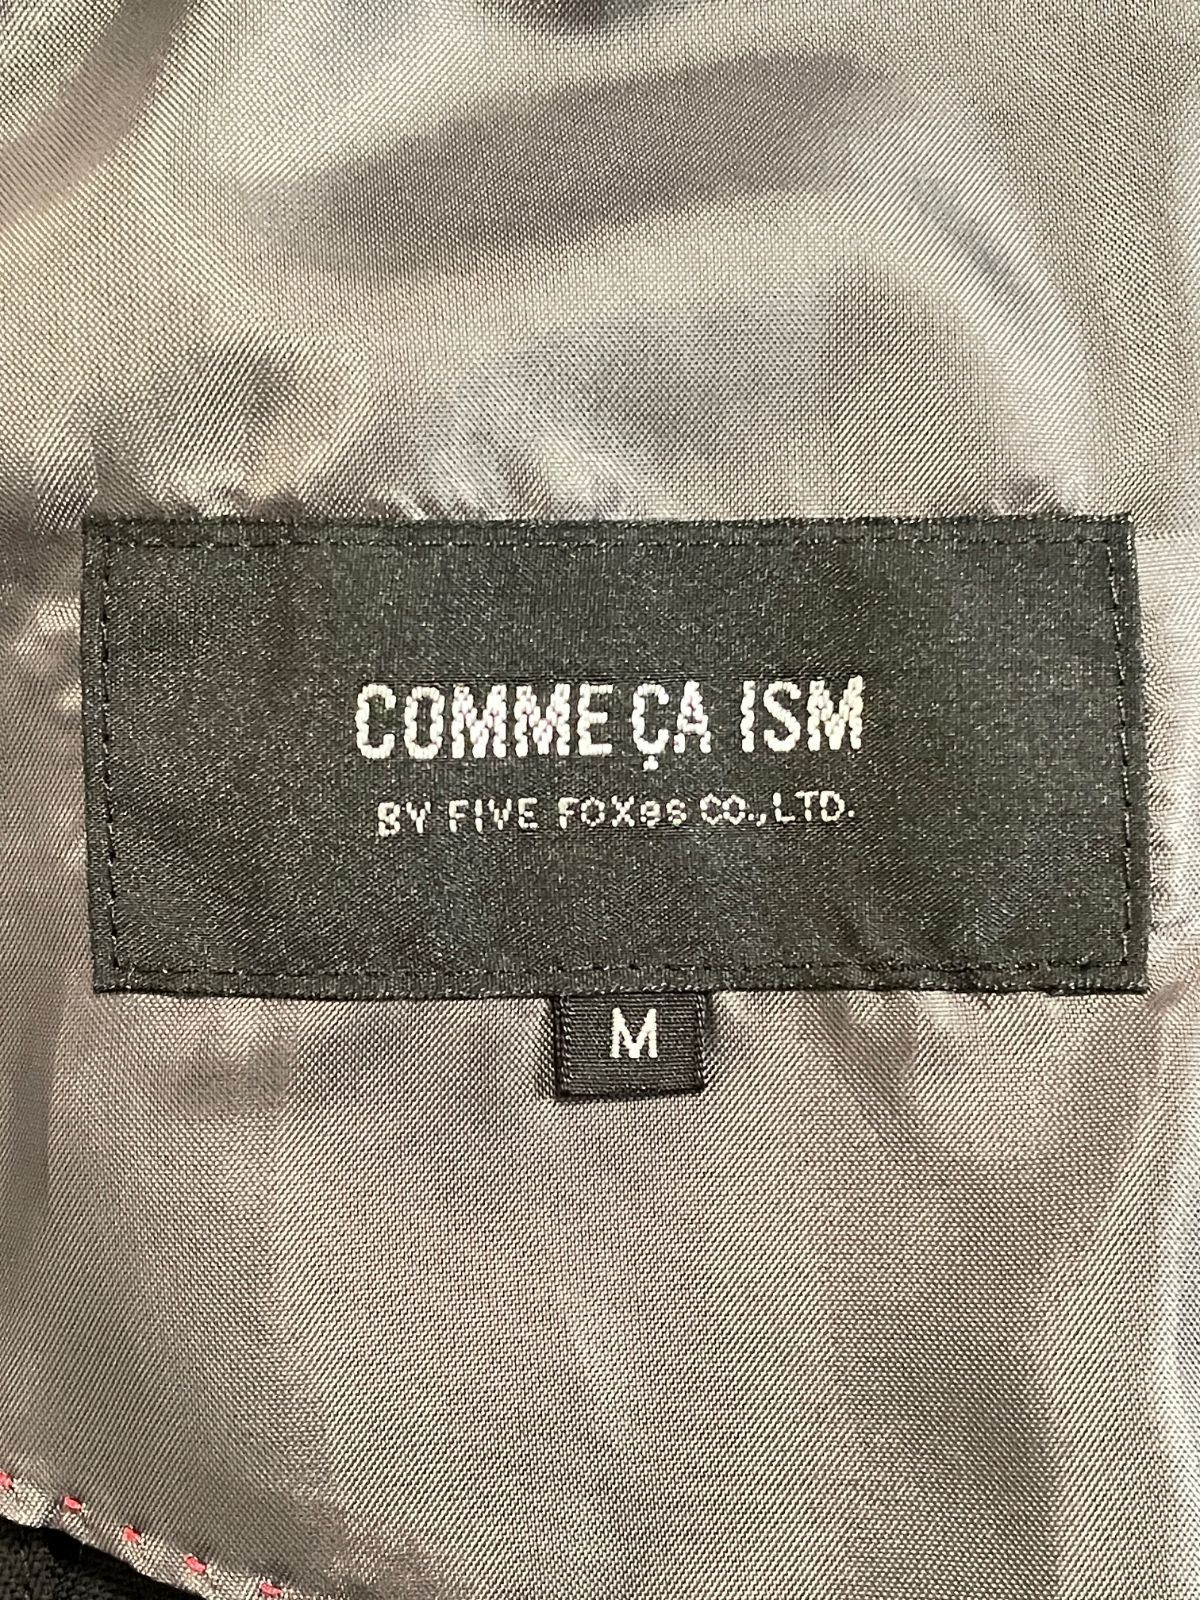 COMME ÇA ISM
BY FIVE FOXes CO.,LTD.
M